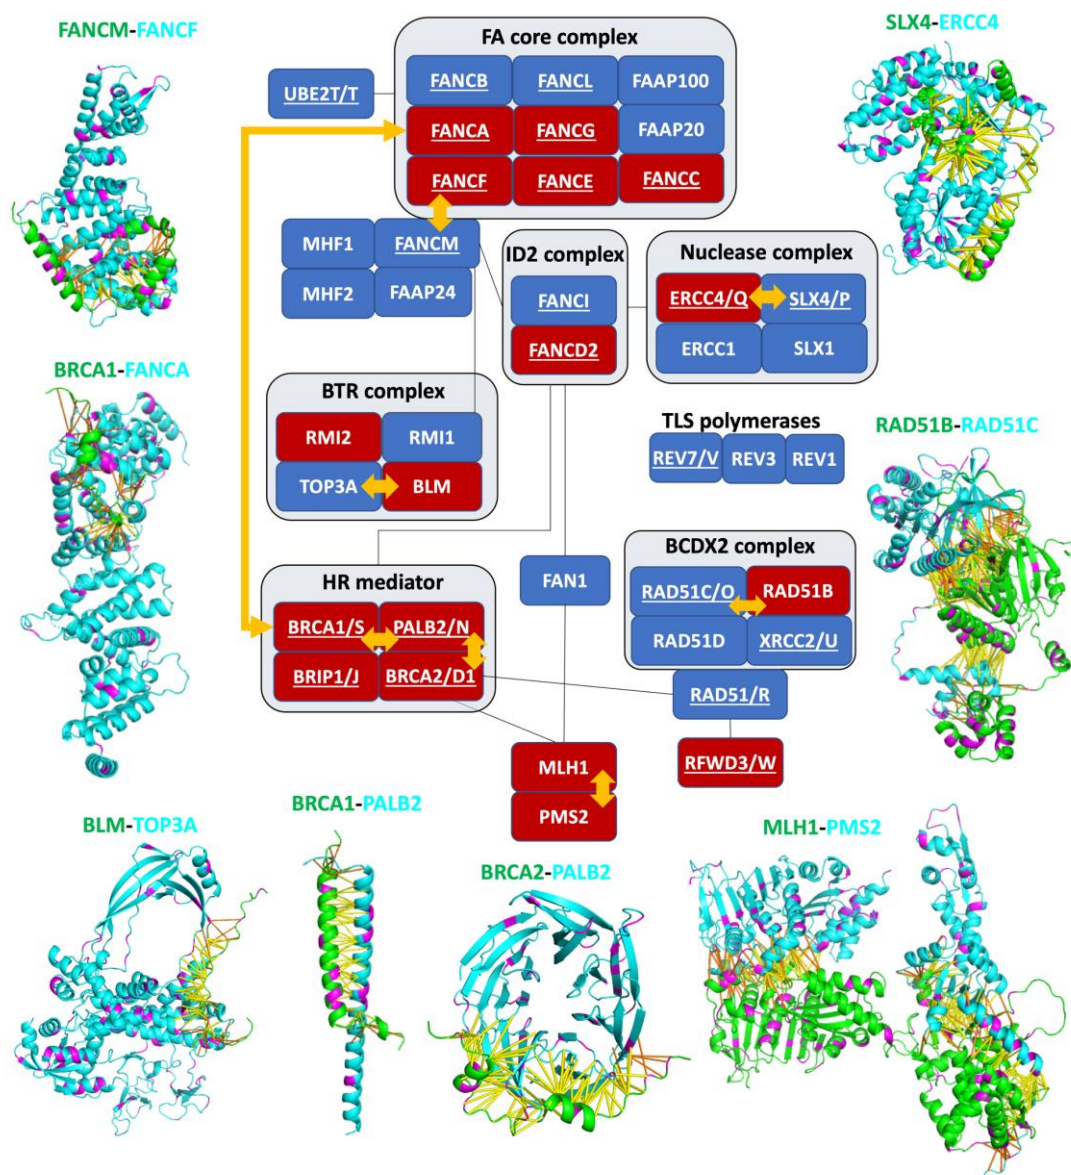 FANCM-FANCF
FA core complex
SLX4-ERCC4
UBE2T/T
FANCB FANCL FAAP100
FANCA FANCG FAAP20
FANCF FANCE FANCC
MHF1 FANCM
MHF2 FAAP24
ID2 complex
FANCI
FANCD2
Nuclease complex
ERCC4/Q SLX4/P
ERCC1 SLX1
BRCA1-FANCA
BTR complex
RMI2 RMI1
TOP3A BLM
TLS polymerases
REV7/V REV3 REV1
RAD51B-RAD51C
HR mediator
BRCA1/S PALB2/N
BRIP1/J BRCA2/D1
FAN1
BCDX2 complex
RAD51C/O RAD51B
RAD51D XRCC2/U
RAD51/R
RFWD3/W
MLH1
PMS2
BLM-TOP3A
BRCA1-PALB2
BRCA2-PALB2
MLH1-PMS2